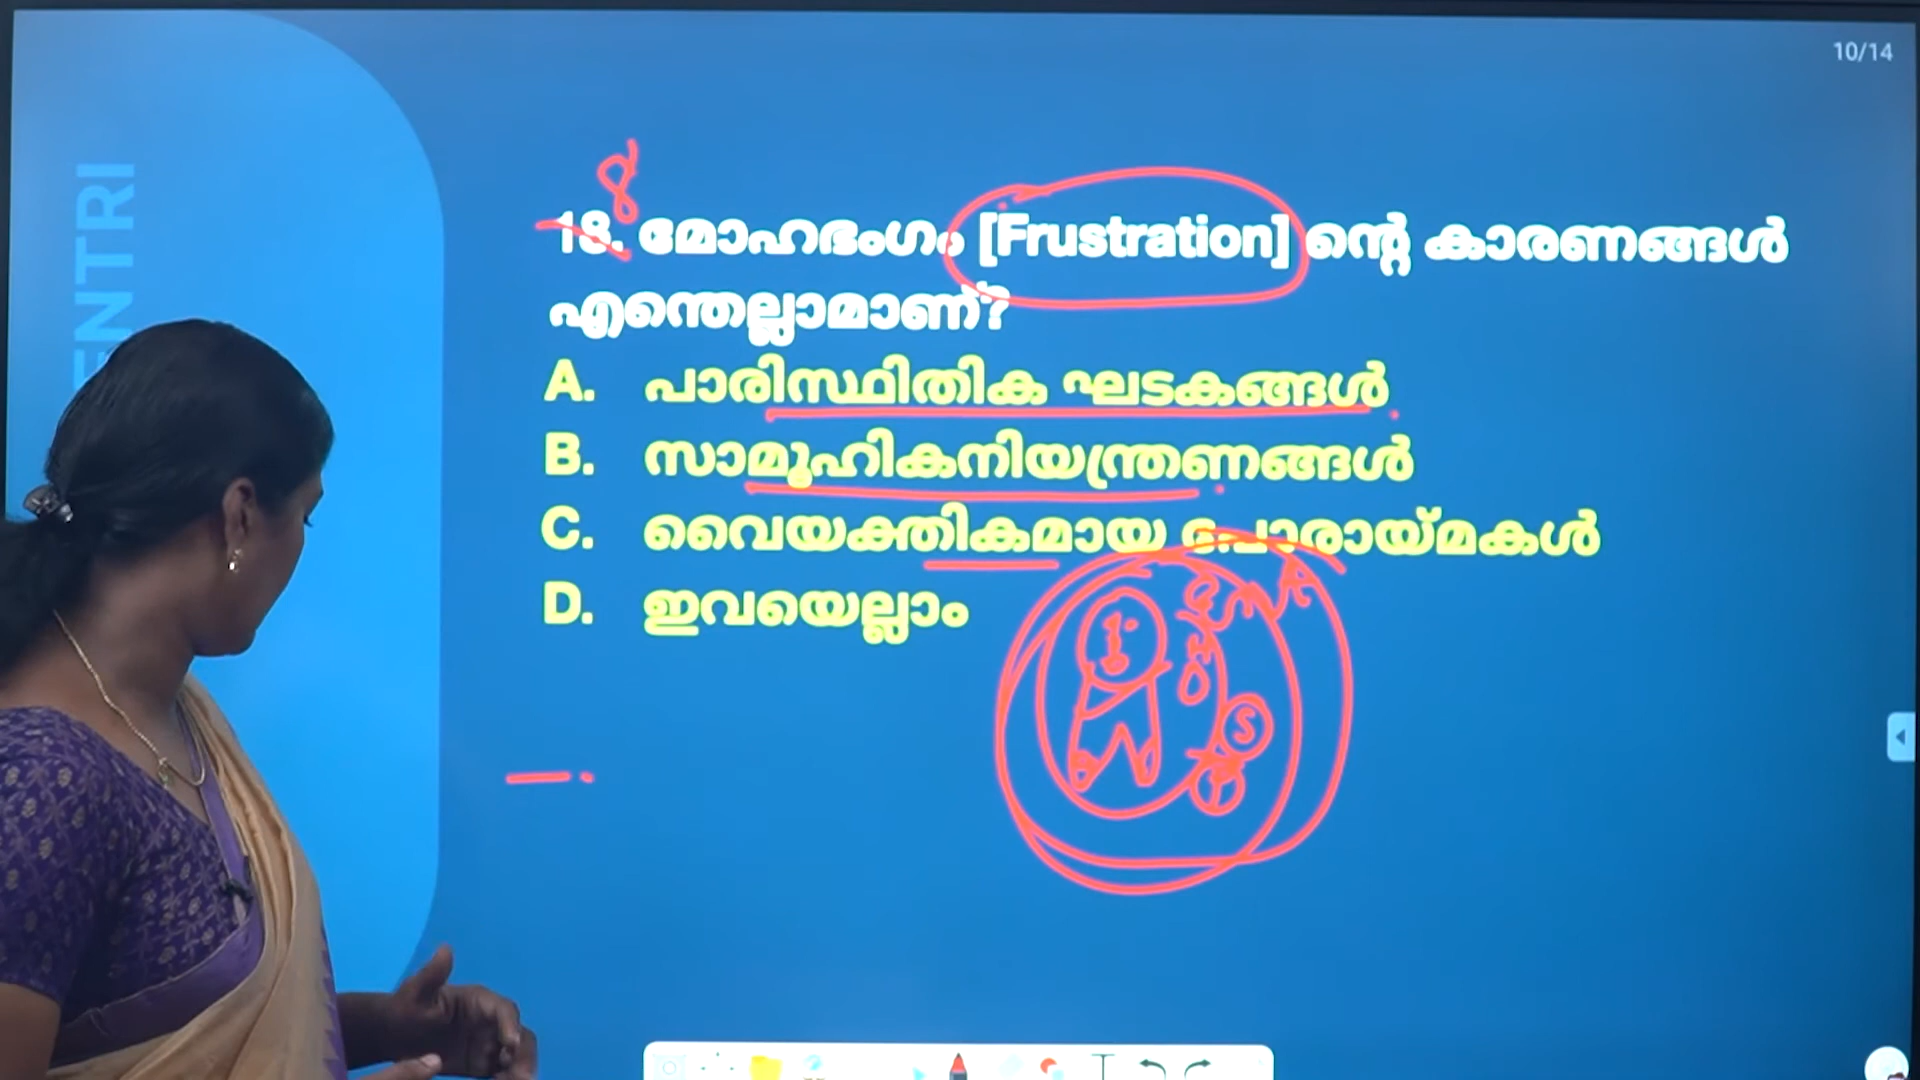 10/14
ENTRI
8
18. മോഹഭംഗം [Frustration] ന്റെ കാരണങ്ങൾ
എന്തെല്ലാമാണ്?
A. പാരിസ്ഥിതിക ഘടകങ്ങൾ
B. സാമൂഹികനിയന്ത്രണങ്ങൾ
C. വൈയക്തികമായ പോരായ്മകൾ
D. ഇവയെല്ലാം
S